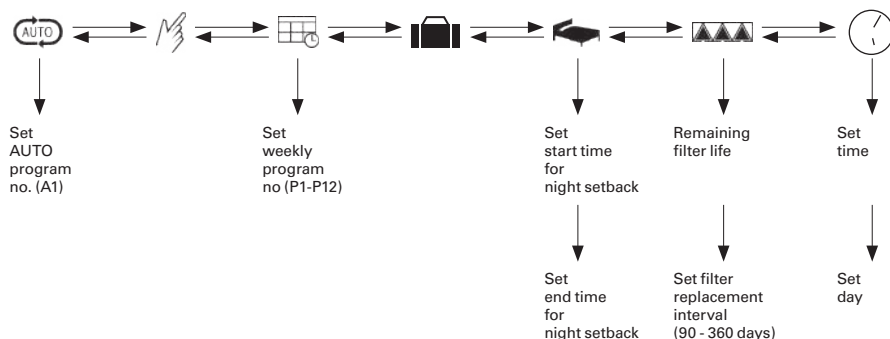 AUTO
Set
AUTO
program
no. (A1)
Set
weekly
program
no (P1-P12)
Set
start time
for
night setback
Remaining
filter life
Set
time
Set
end time
for
night setback
Set filter
replacement
interval
(90 - 360 days)
Set
day